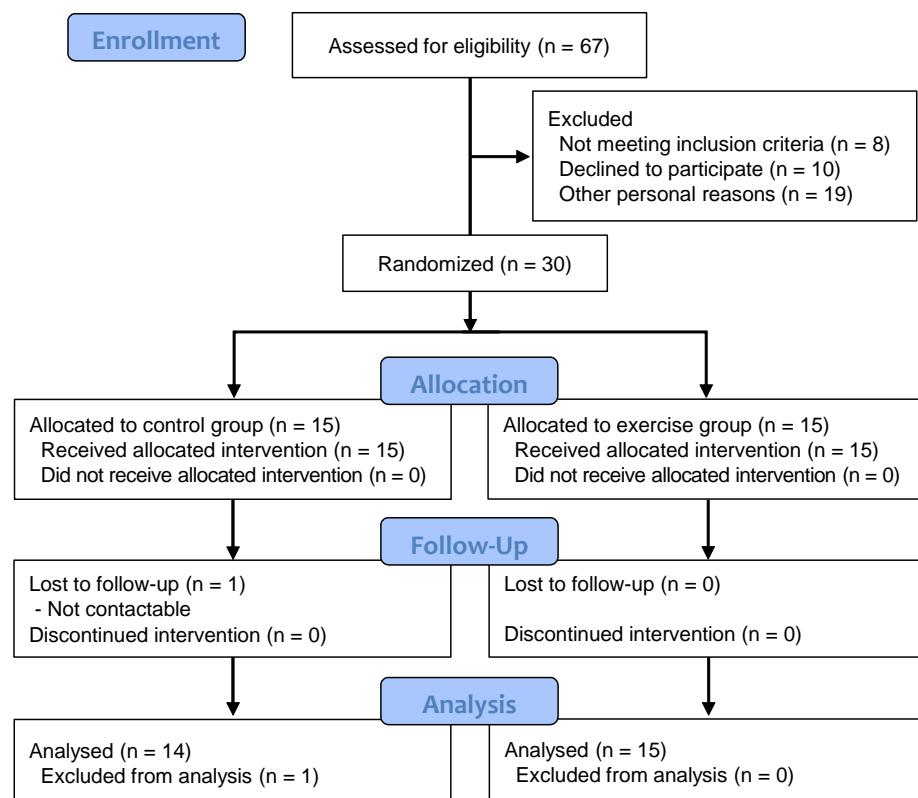 Enrollment
Assessed for eligibility (n = 67)
Excluded
Not meeting inclusion criteria (n = 8)
Declined to participate (n = 10)
Other personal reasons (n = 19)
Randomized (n = 30)
Allocation
Allocated to control group (n = 15)
Received allocated intervention (n = 15)
Did not receive allocated intervention (n = 0)
Allocated to exercise group (n = 15)
Received allocated intervention (n = 15)
Did not receive allocated intervention (n = 0)
Follow-Up
Lost to follow-up (n = 1)
- Not contactable
Discontinued intervention (n = 0)
Lost to follow-up (n = 0)
Discontinued intervention (n = 0)
Analysis
Analysed (n = 14)
Excluded from analysis (n = 1)
Analysed (n = 15)
Excluded from analysis (n = 0)